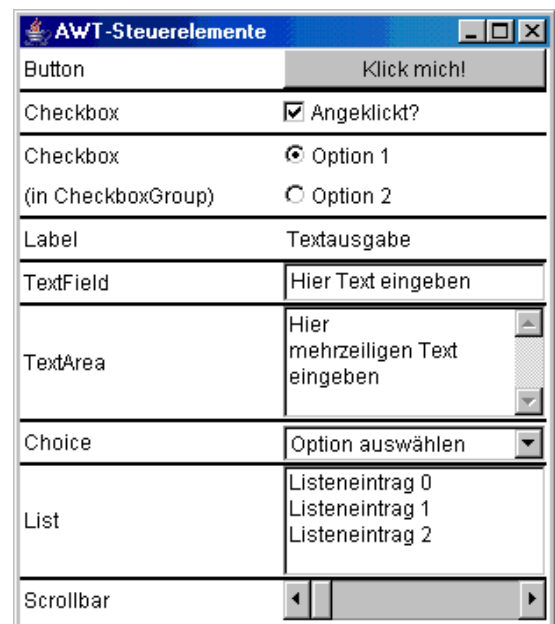 AWT-Steuerelemente
Button Klick mich!
Checkbox Angeklickt?
Checkbox Option 1
(in CheckboxGroup) Option 2
Label Textausgabe
TextField Hier Text eingeben
TextArea
Hier
mehrzeiligen Text
eingeben
Choice Option auswählen
List
Listeneintrag 0
Listeneintrag 1
Listeneintrag 2
Scrollbar